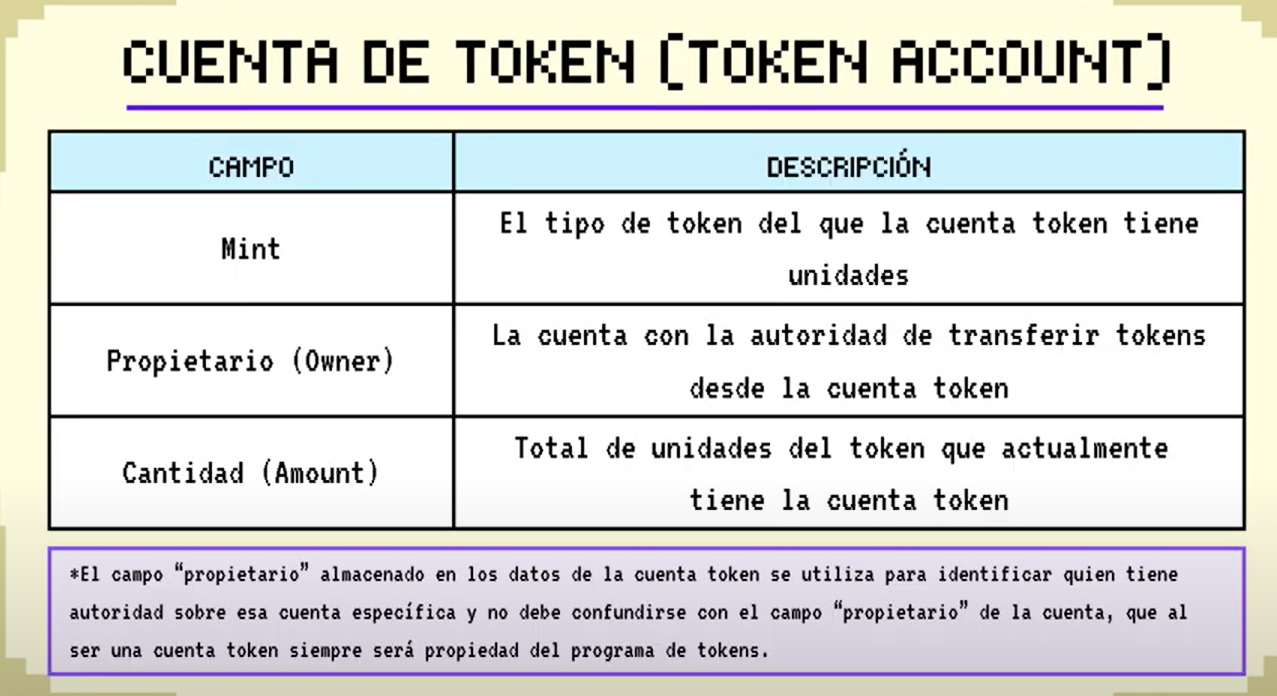 CUENTA DE TOKEN (TOKEN ACCOUNT)
CAMPO
DESCRIPCIÓN
Mint
El tipo de token del que la cuenta token tiene
unidades
Propietario (Owner)
La cuenta con la autoridad de transferir tokens
desde la cuenta token
Cantidad (Amount)
Total de unidades del token que actualmente
tiene la cuenta token
*El campo “propietario” almacenado en los datos de la cuenta token se utiliza para identificar quien tiene
autoridad sobre esa cuenta específica y no debe confundirse con el campo “propietario” de la cuenta, que al
ser una cuenta token siempre será propiedad del programa de tokens.